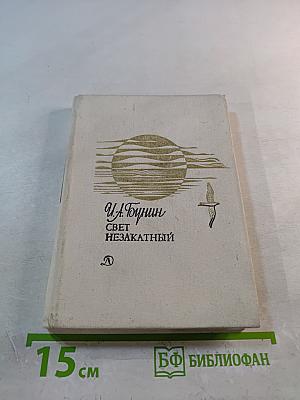 И.А. Бунин
СВЕТ
НЕЗАКАТНЫЙ
Д
15 см
БФ БИБЛИОФАН